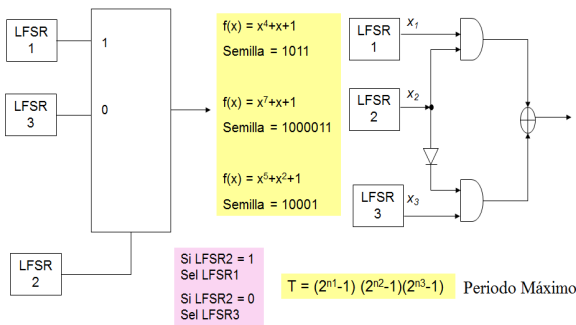 LFSR
1
1
LFSR
3
0
LFSR
2
f(x) = x⁴+x+1
Semilla = 1011
f(x) = x⁷+x+1
Semilla = 1000011
f(x) = x⁵+x²+1
Semilla = 10001
LFSR
1
x₁
LFSR
2
x₂
LFSR
3
x₃
Si LFSR2 = 1
Sel LFSR1
Si LFSR2 = 0
Sel LFSR3
T = (2ⁿ¹-1) (2ⁿ²-1)(2ⁿ³-1)
Periodo Máximo